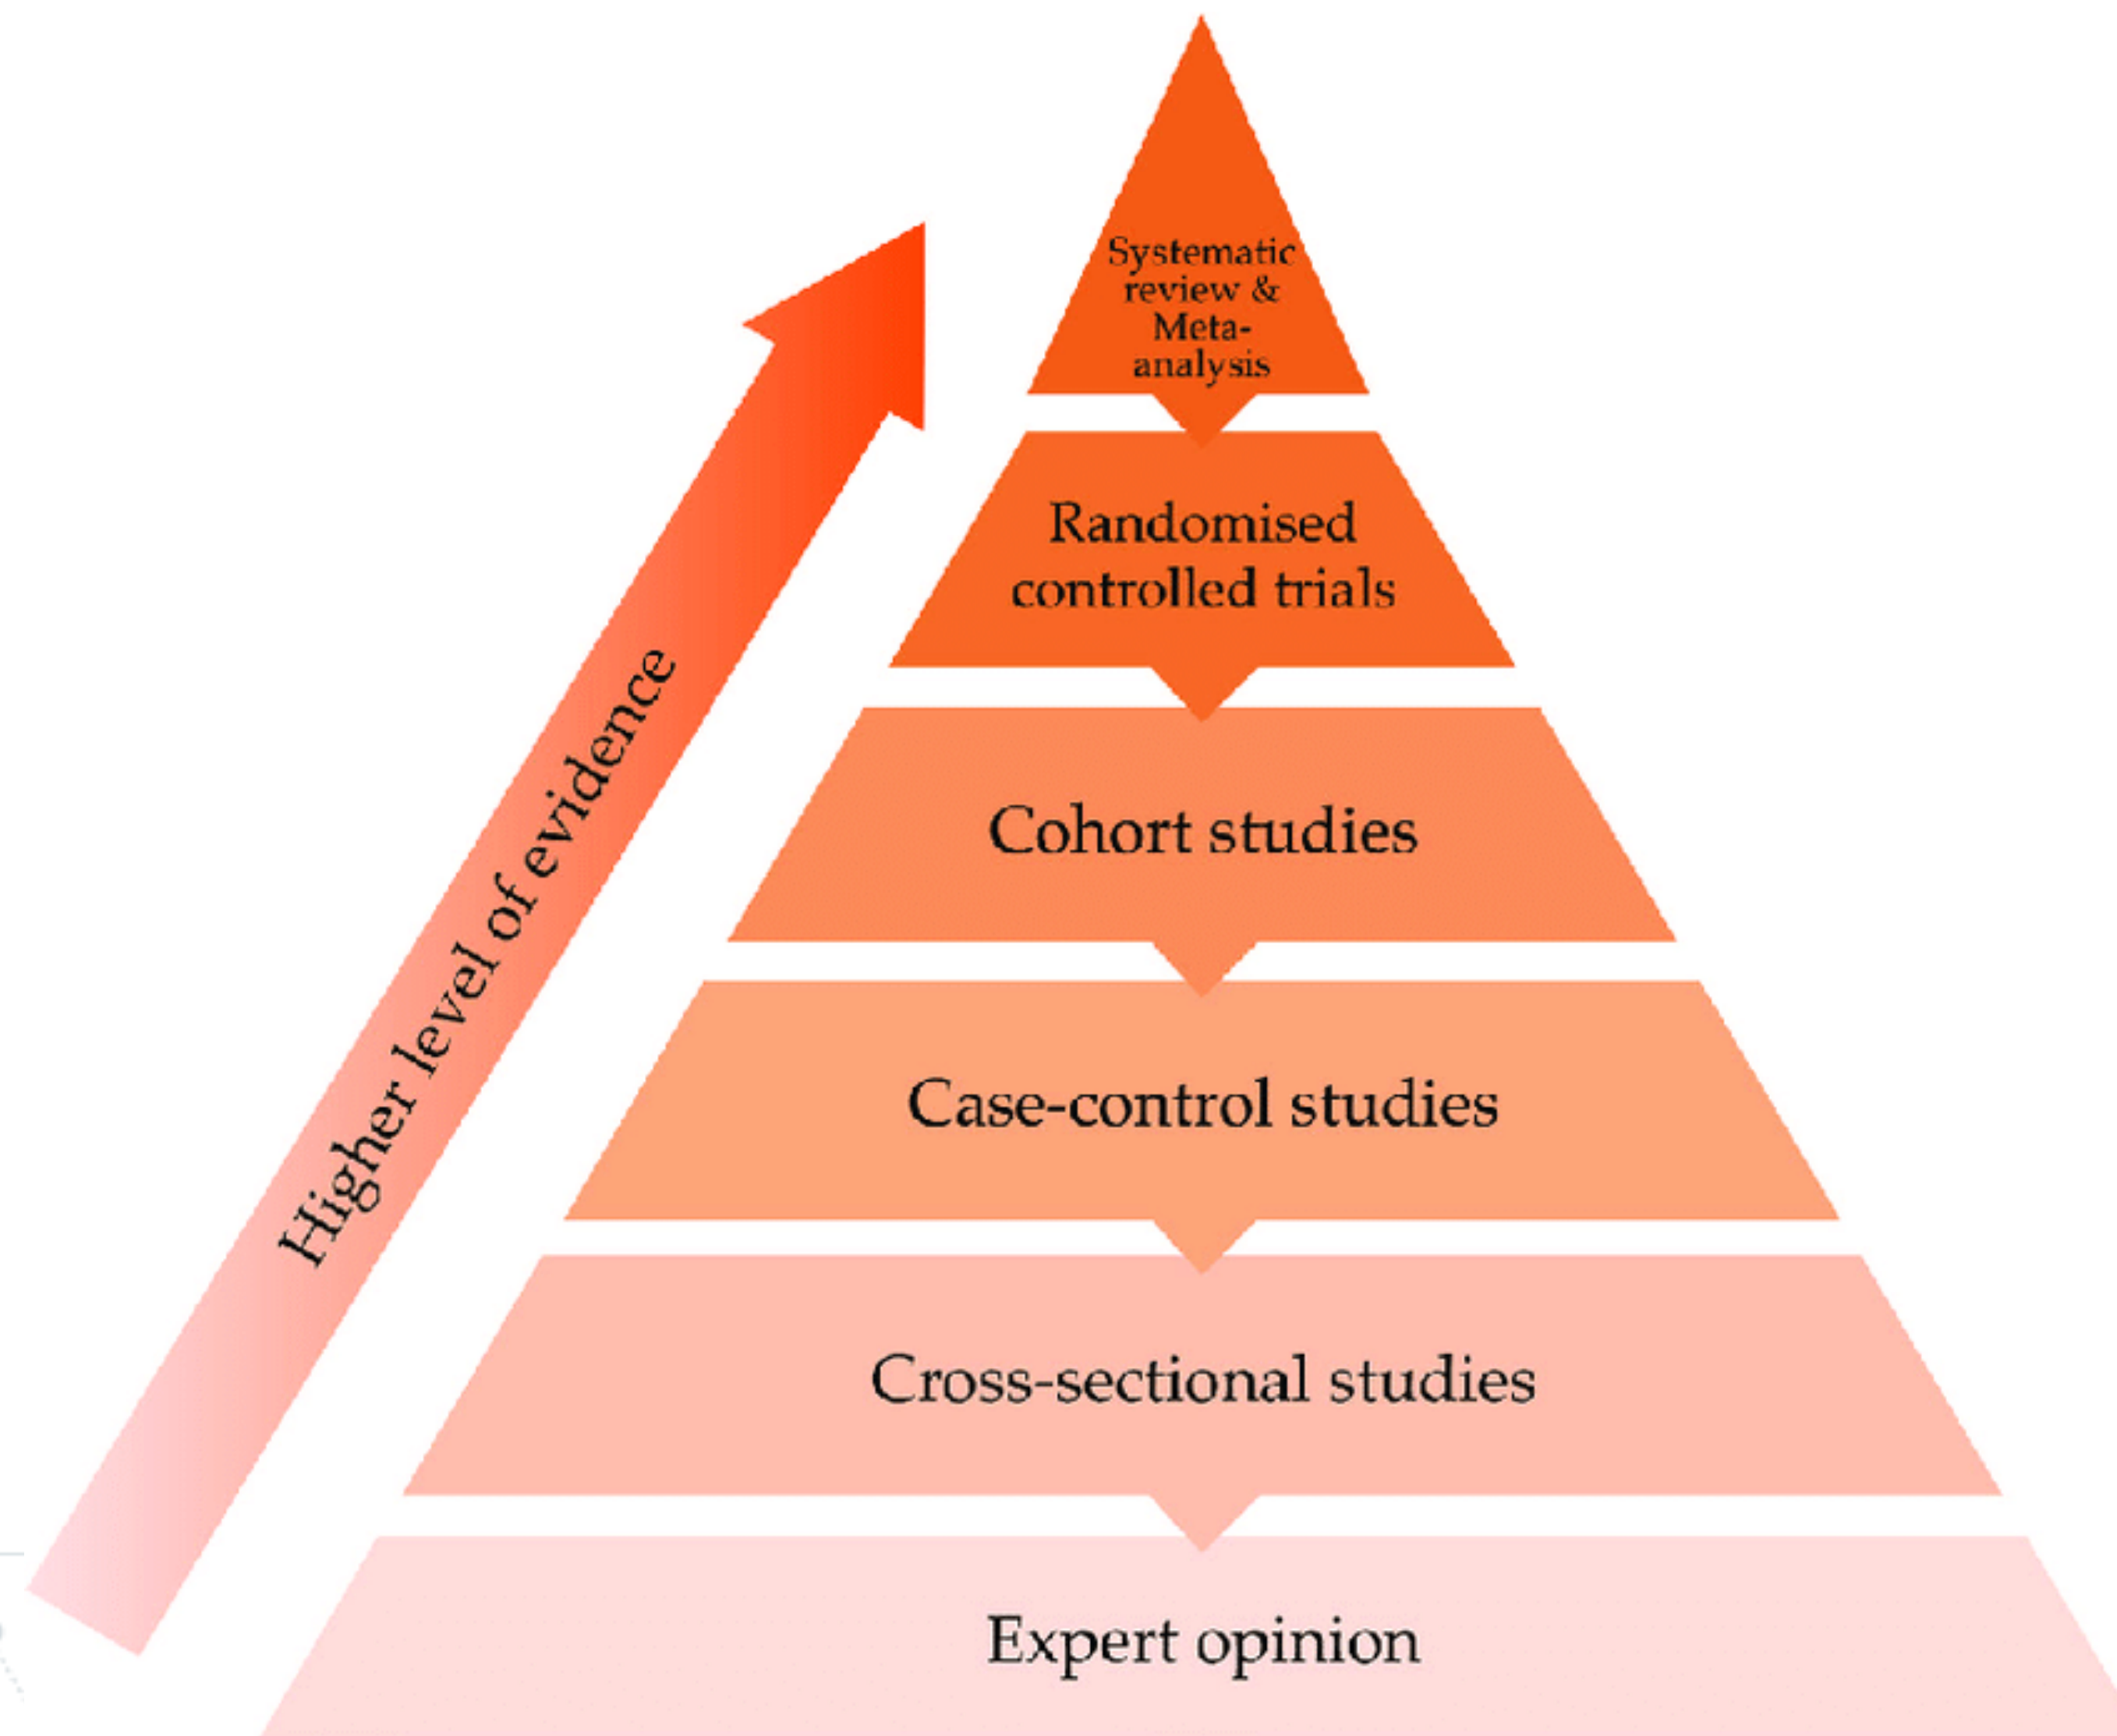 Systematic
review &
Meta-
analysis
Randomised
controlled trials
Cohort studies
Case-control studies
Cross-sectional studies
Expert opinion
Higher level of evidence